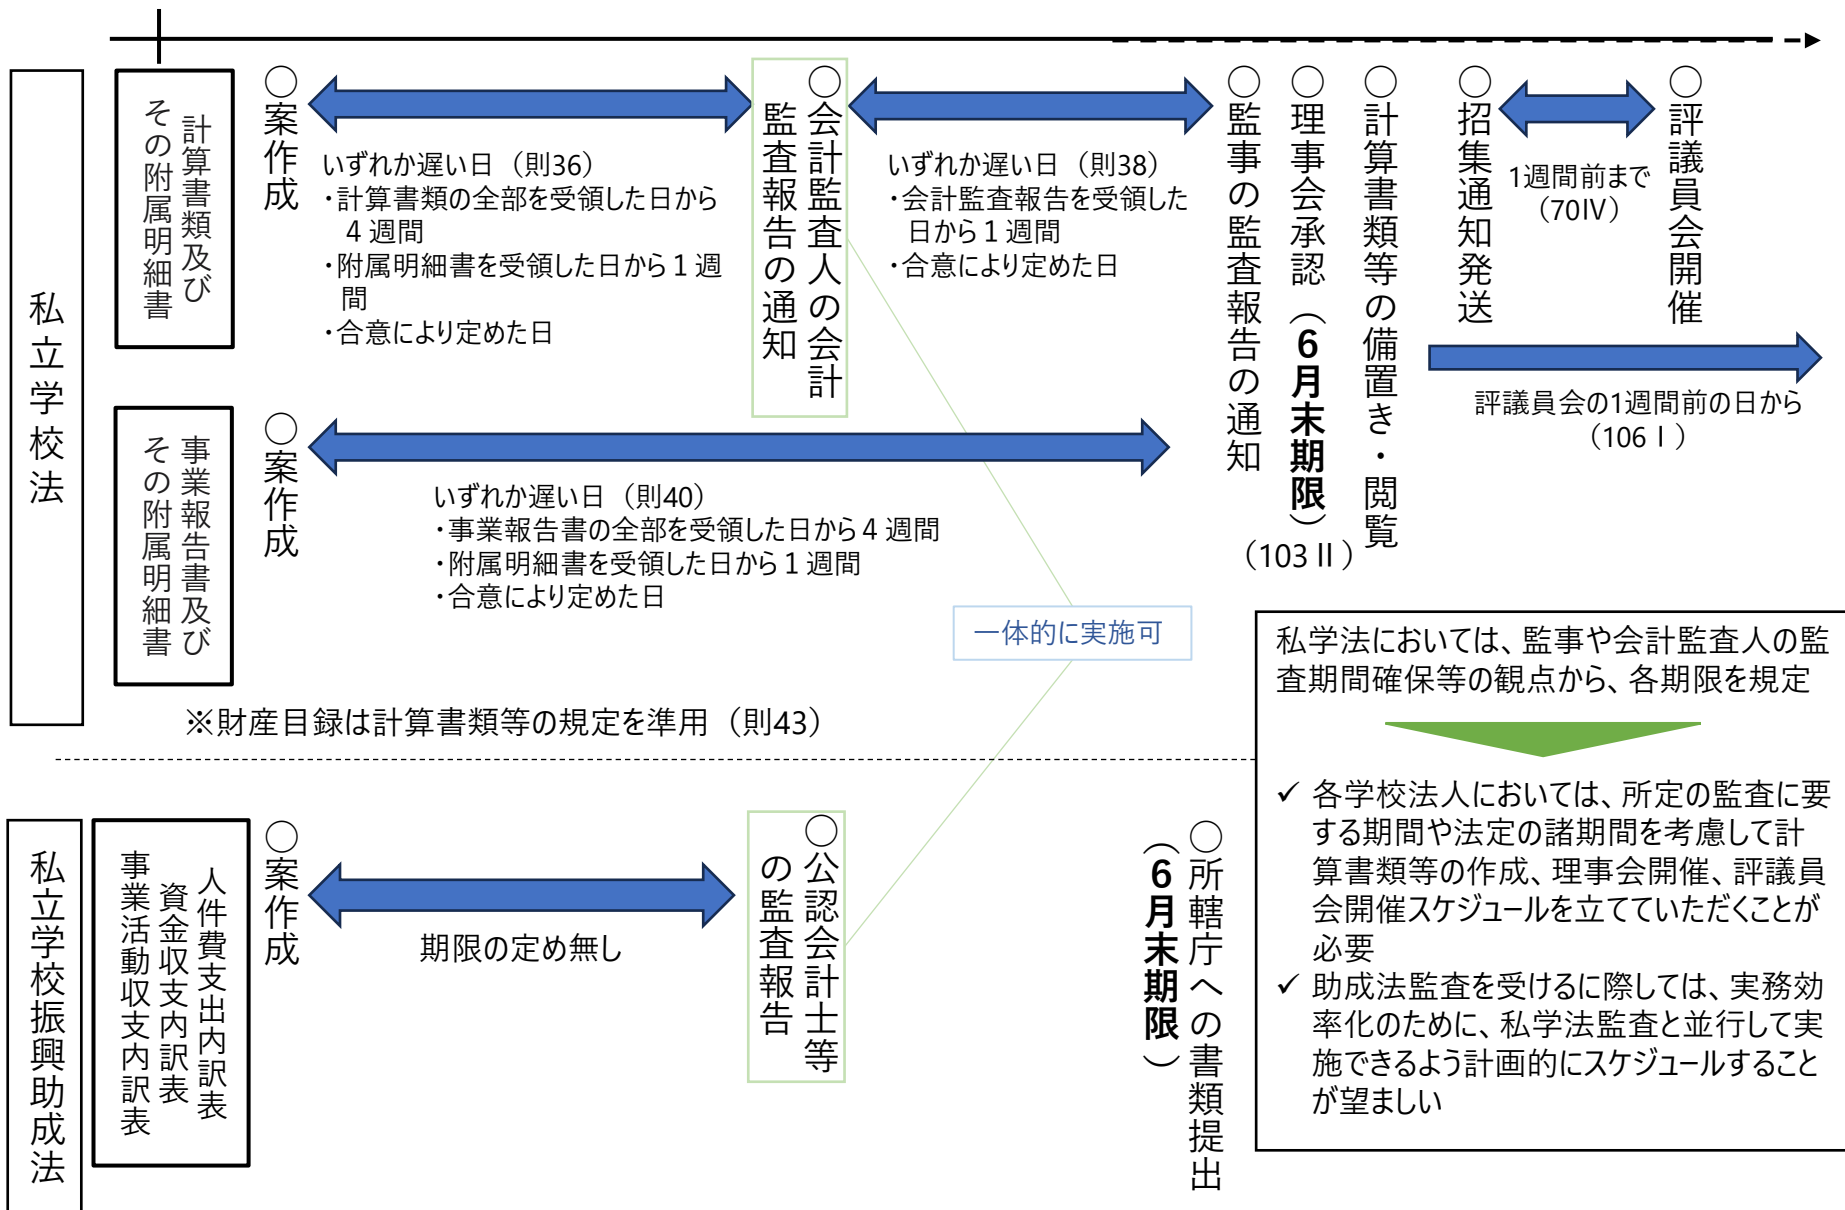 私立学校法
計算書類及び
その附属明細書
○案作成
いずれか遅い日（則36）
・計算書類の全部を受領した日から
４週間
・附属明細書を受領した日から１週
間
・合意により定めた日
○会計監査人の会計
監査報告の通知
いずれか遅い日（則38）
・会計監査報告を受領した
日から１週間
・合意により定めた日
○監事の監査報告の通知
○理事会承認（６月末期限）
（103Ⅱ）
○計算書類等の備置き・閲覧
○招集通知発送
1週間前まで
（70Ⅳ）
○評議員会開催
評議員会の1週間前の日から
（106Ⅰ）
事業報告書及び
その附属明細書
○案作成
いずれか遅い日（則40）
・事業報告書の全部を受領した日から４週間
・附属明細書を受領した日から１週間
・合意により定めた日
一体的に実施可
※財産目録は計算書類等の規定を準用（則43）
私立学校振興助成法
人件費支出内訳表
資金収支内訳表
事業活動収支内訳表
○案作成
期限の定め無し
○公認会計士等
の監査報告
○所轄庁への書類提出
（６月末期限）
私学法においては、監事や会計監査人の監
査期間確保等の観点から、各期限を規定
✓ 各学校法人においては、所定の監査に要
する期間や法定の諸期間を考慮して計
算書類等の作成、理事会開催、評議員
会開催スケジュールを立てていただくことが
必要
✓ 助成法監査を受けるに際しては、実務効
率化のために、私学法監査と並行して実
施できるよう計画的にスケジュールすること
が望ましい